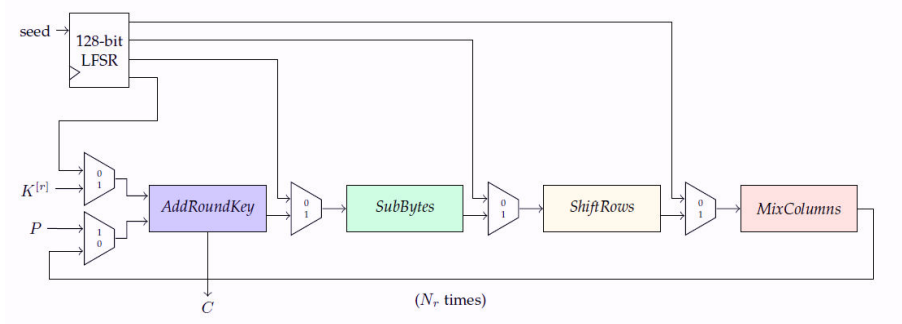 seed
128-bit
LFSR
0
1
K^{[r]}
P
1
0
AddRoundKey
0
1
SubBytes
0
1
ShiftRows
0
1
MixColumns
C
(N_r times)